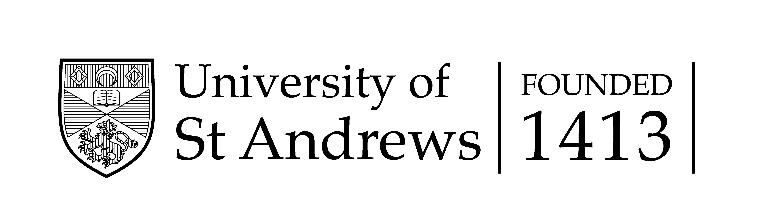 University of
St Andrews
FOUNDED
1413